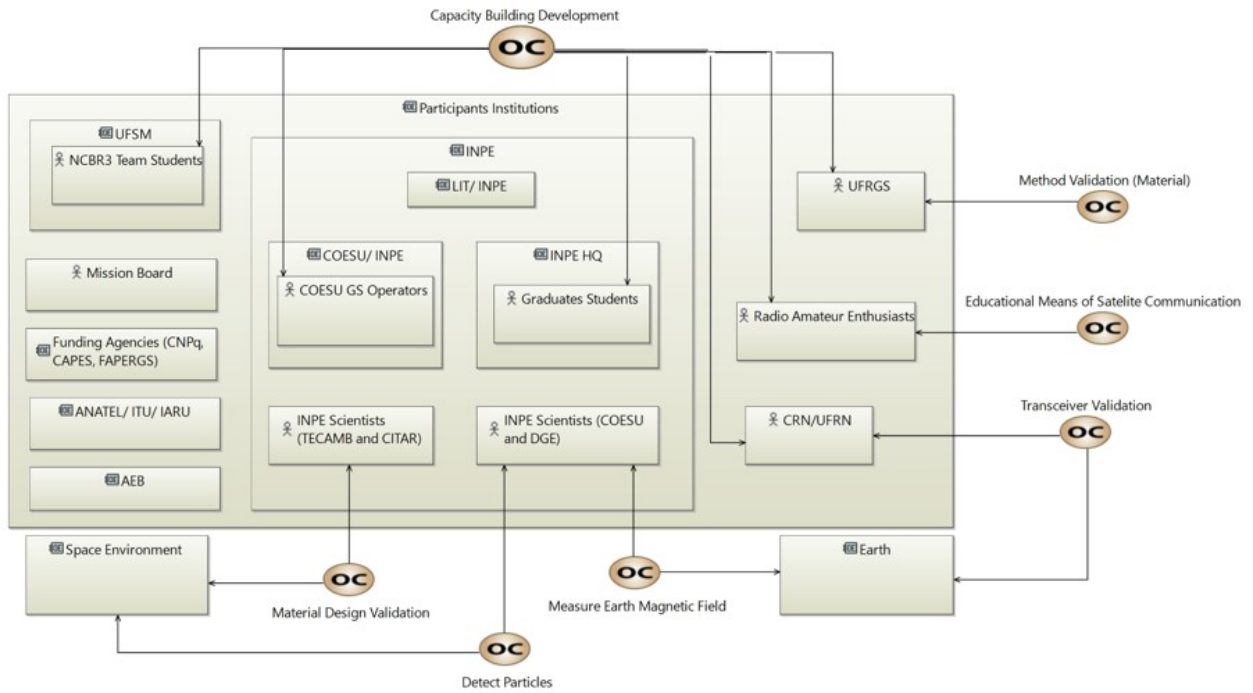 Capacity Building Development
OC
Participants Institutions
UFSM
NCBR3 Team Students
INPE
LIT/ INPE
UFRGS
Method Validation (Material)
OC
COESU/ INPE
COESU GS Operators
INPE HQ
Graduates Students
Mission Board
Radio Amateur Enthusiasts
Educational Means of Satelite Communication
OC
Funding Agencies (CNPq,
CAPES, FAPERGS)
ANATEL/ ITU/ IARU
INPE Scientists
(TECAMB and CITAR)
INPE Scientists (COESU
and DGE)
CRN/UFRN
Transceiver Validation
OC
AEB
Space Environment
OC
Material Design Validation
OC
Measure Earth Magnetic Field
Earth
OC
Detect Particles